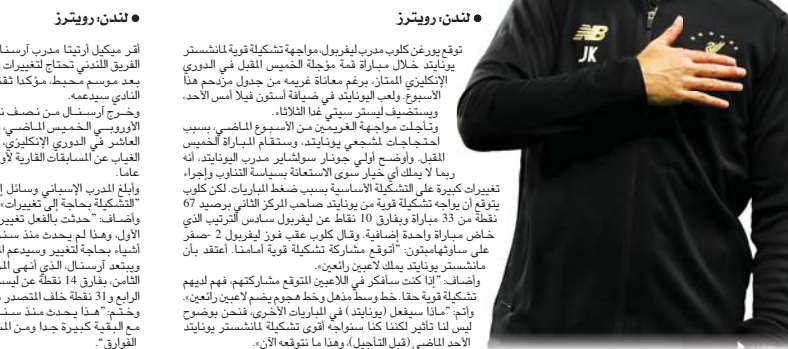 ● لندن: رويترز
توقع يورغن كلوب مدرب ليفربول، مواجهة تشكيلة قوية لمانشستر
يونايتد خلال مباراة قمة مؤجلة الخميس المقبل في الدوري
الإنكليزي الممتاز، برغم معاناة غريمه من جدول مزدحم هذا
الأسبوع. ولعب اليونايتد في ضيافة أستون فيلا أمس الأحد،
ويستضيف ليستر سيتي غدا الثلاثاء.
وتأجلت مواجهة الغريمين من الأسبوع الماضي، بسبب
احتجاجات لمشجعي يونايتد، وستقام المباراة الخميس
المقبل. وأوضح أولي جونار سولشاير مدرب اليونايتد، أنه
ربما لا يملك أي خيار سوى الاستعانة بسياسة التناوب وإجراء
تغييرات كبيرة على التشكيلة الأساسية بسبب ضغط المباريات. لكن كلوب
يتوقع أن يواجه تشكيلة قوية من يونايتد صاحب المركز الثاني برصيد 67
نقطة من 33 مباراة وبفارق 10 نقاط عن ليفربول سادس الترتيب الذي
خاض مباراة واحدة إضافية. وقال كلوب عقب فوز ليفربول 2 -صفر
على ساوثهامبتون: "أتوقع مشاركة تشكيلة قوية أمامنا. أعتقد بأن
مانشستر يونايتد يملك لاعبين رائعين».
وأضاف: "إذا كنت سأفكر في اللاعبين المتوقع مشاركتهم، فهم لديهم
تشكيلة قوية حقا. خط وسط مذهل وخط هجوم يضم لاعبين رائعين».
وأتم: "ماذا سيفعل (يونايتد) في المباريات الأخرى، فنحن بوضوح
ليس لنا تأثير لكننا كنا سنواجه أقوى تشكيلة لمانشستر يونايتد
الأحد الماضي (قبل التأجيل)، وهذا ما نتوقعه الآن».
● لندن: رويترز
أقر ميكيل أرتيتا مدرب آرسنا
الفريق اللندني تحتاج لتغييرات
بعد موسم محبط، مؤكدا ثقت
النادي سيدعمه.
وخرج آرسنال من نصف ن
الأوروبي الخميس الماضي،
العاشر في الدوري الإنكليزي،
الغياب عن المسابقات القارية لأو
عاما.
وأبلغ المدرب الإسباني وسائل إ
"التشكيلة بحاجة إلى تغييرات»
وأضاف: "حدثت بالفعل تغيير
الأول، وهذا لم يحدث منذ سنـ
أشياء بحاجة لتغيير وسيدعم ا
ويبتعد آرسنال، الذي أنهى المو
الثامن، بفارق 14 نقطة عن ليسـ
الرابع و31 نقطة خلف المتصدر
وختم: "هذا يحدث منذ سنـ
مع البقية كبيرة جدا ومن المسـ
الفوارق".
JK